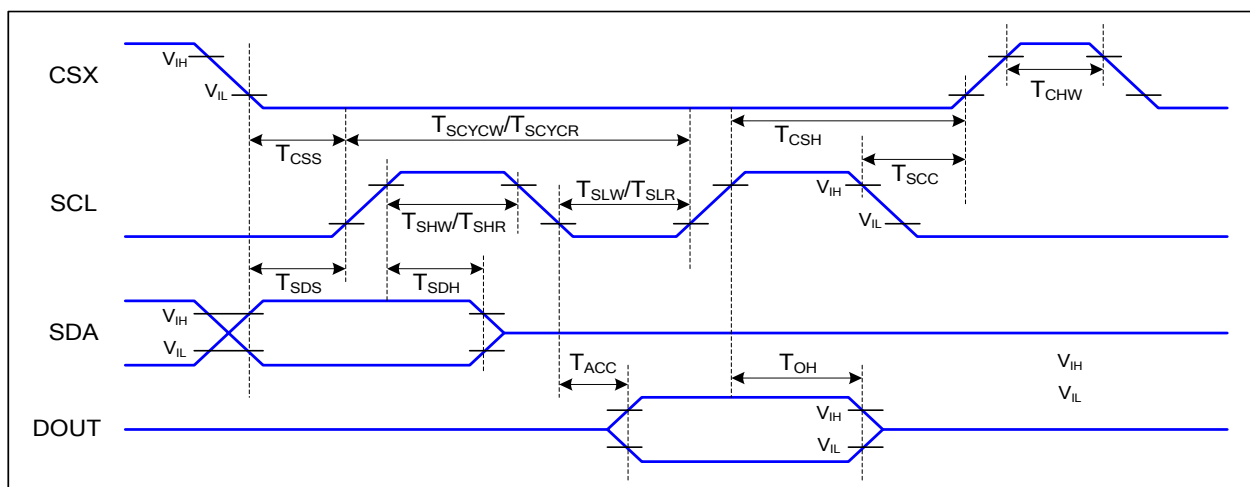 CSX
VIH
VIL
TCHW
TSCYCW/TSCYCR
TCSH
TCSS
TSCC
SCL
TSLW/TSLR
VIH
TSHW/TSHR
VIL
TSDS
TSDH
SDA
VIH
VIL
TACC
TOH
VIH
VIL
DOUT
VIH
VIL